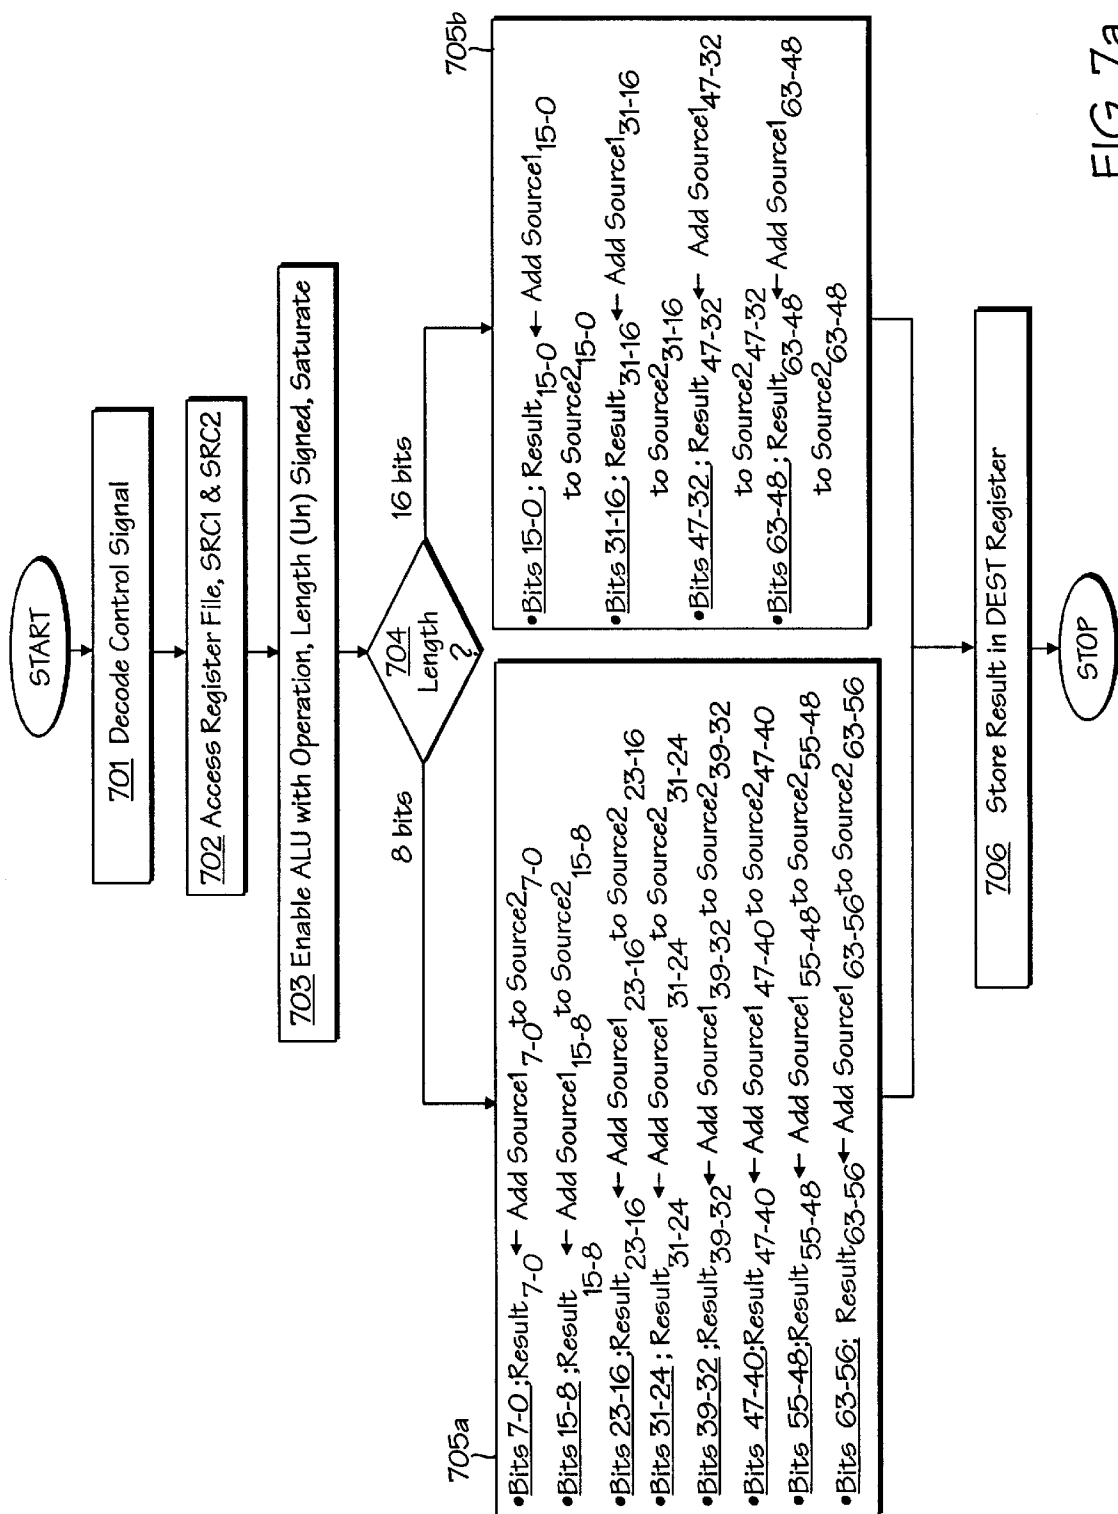 START
701 Decode Control Signal
702 Access Register File, SRC1 & SRC2
703 Enable ALU with Operation, Length (Un) Signed, Saturate
704
Length
?
8 bits
16 bits
705a
•Bits 7-0;Result7-0 ← Add Source17-0 to Source27-0
•Bits 15-8;Result15-8 ← Add Source115-8 to Source215-8
•Bits 23-16;Result23-16 ← Add Source123-16 to Source223-16
•Bits 31-24; Result31-24 ← Add Source131-24 to Source231-24
•Bits 39-32;Result39-32 ← Add Source139-32 to Source239-32
•Bits 47-40;Result47-40 ← Add Source147-40 to Source247-40
•Bits 55-48;Result55-48 ← Add Source155-48 to Source255-48
•Bits 63-56; Result63-56 ← Add Source163-56 to Source263-56
705b
•Bits 15-0; Result15-0 ← Add Source115-0
to Source215-0
•Bits 31-16; Result31-16 ← Add Source131-16
to Source231-16
•Bits 47-32; Result47-32 ← Add Source147-32
to Source247-32
•Bits 63-48; Result63-48 ← Add Source163-48
to Source263-48
706 Store Result in DEST Register
STOP
FIG 7a